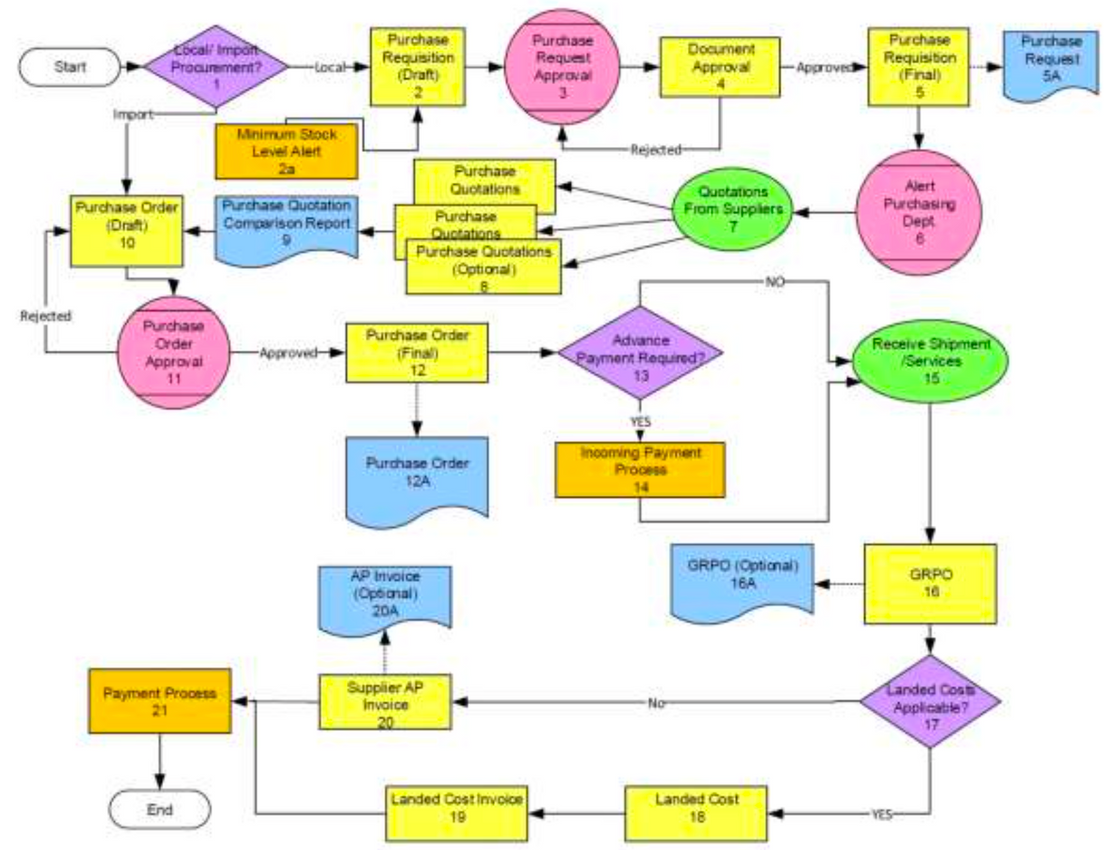 Start
Local/ Import
Procurement?
1
Local
Import
Purchase
Requisition
(Draft)
2
Purchase
Request
Approval
3
Document
Approval
4
Approved
Rejected
Purchase
Requisition
(Final)
5
Purchase
Request
5A
Minimum Stock
Level Alert
2a
Alert
Purchasing
Dept.
6
Quotations
From Suppliers
7
Purchase
Quotations
Purchase
Quotations
Purchase Quotations
(Optional)
8
Purchase Quotation
Comparison Report
9
Purchase Order
(Draft)
10
Rejected
Purchase
Order
Approval
11
Approved
Purchase Order
(Final)
12
Purchase Order
12A
Advance
Payment Required?
13
NO
YES
Incoming Payment
Process
14
Receive Shipment
/Services
15
GRPO
16
GRPO (Optional)
16A
Landed Costs
Applicable?
17
No
YES
AP Invoice
(Optional)
20A
Supplier AP
Invoice
20
Payment Process
21
End
Landed Cost Invoice
19
Landed Cost
18